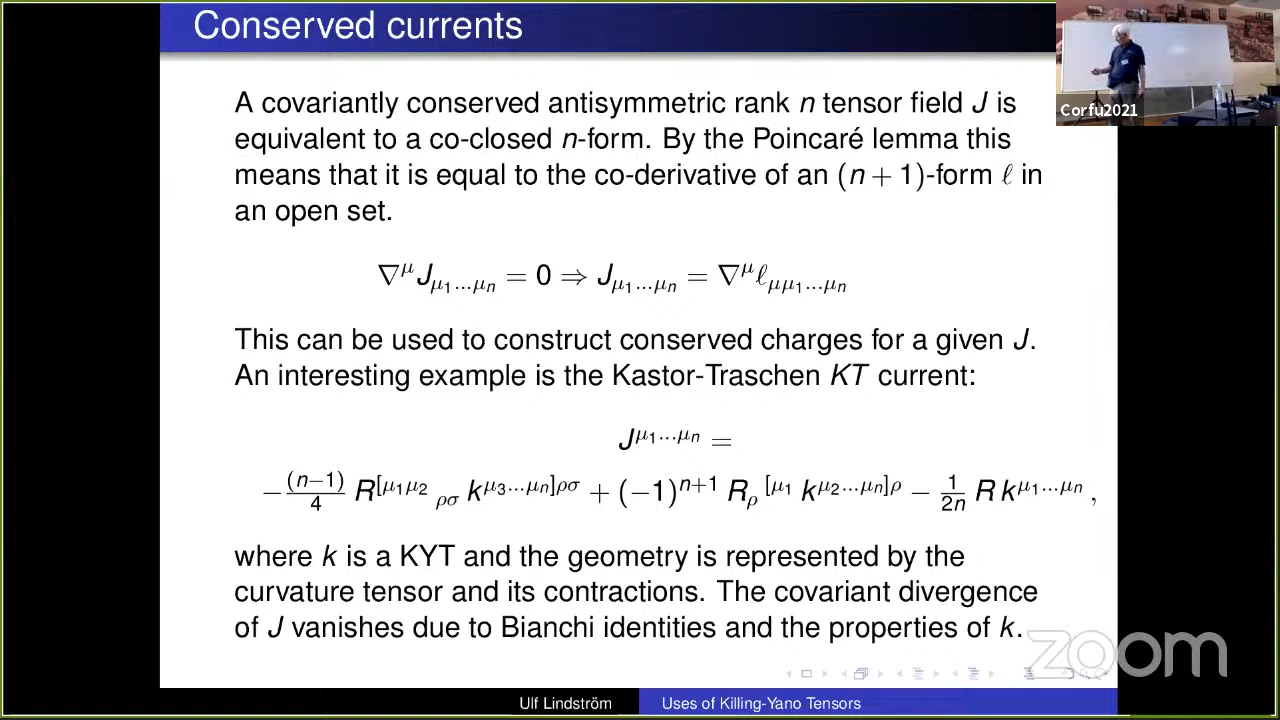 Conserved currents
Corfu2021
A covariantly conserved antisymmetric rank n tensor field J is
equivalent to a co-closed n-form. By the Poincaré lemma this
means that it is equal to the co-derivative of an (n + 1)-form ℓ in
an open set.
∇^μ J_{μ₁...μₙ} = 0 ⇒ J_{μ₁...μₙ} = ∇^μ ℓ_{μμ₁...μₙ}
This can be used to construct conserved charges for a given J.
An interesting example is the Kastor-Traschen KT current:
J^{μ₁...μₙ} =
−\frac{(n−1)}{4} R^{[μ₁μ₂}_{ρσ} k^{μ₃...μₙ]ρσ} + (−1)^{n+1} R_ρ^{[μ₁} k^{μ₂...μₙ]ρ} − \frac{1}{2n} R k^{μ₁...μₙ} ,
where k is a KYT and the geometry is represented by the
curvature tensor and its contractions. The covariant divergence
of J vanishes due to Bianchi identities and the properties of k.
zoom
Ulf Lindström
Uses of Killing-Yano Tensors